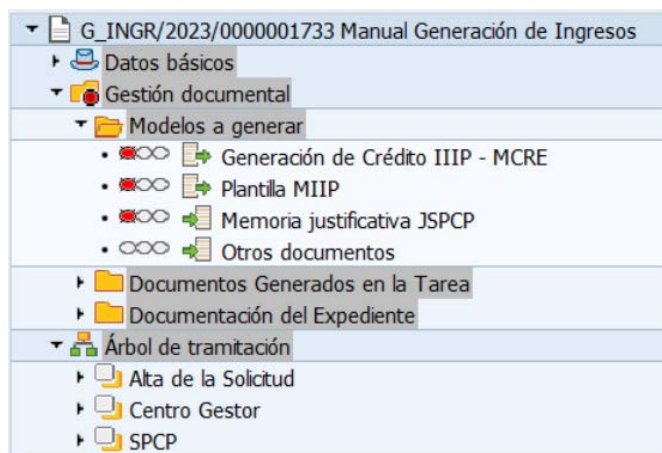 G_INGR/2023/0000001733 Manual Generación de Ingresos
Datos básicos
Gestión documental
Modelos a generar
Generación de Crédito IIIP - MCRE
Plantilla MIIP
Memoria justificativa JSPCP
Otros documentos
Documentos Generados en la Tarea
Documentación del Expediente
Árbol de tramitación
Alta de la Solicitud
Centro Gestor
SPCP